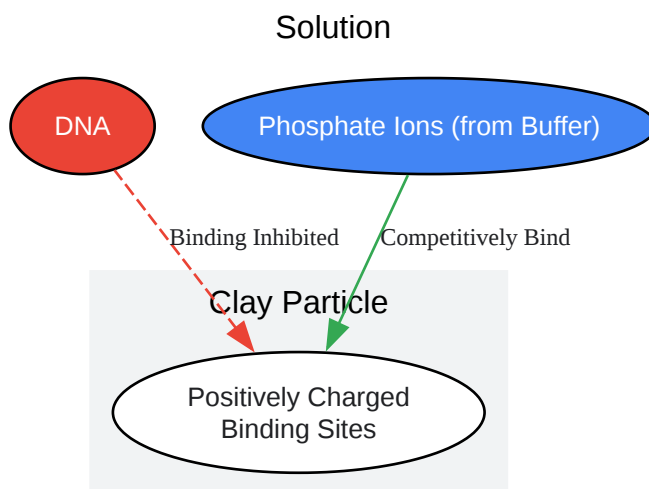 Solution
DNA
Phosphate Ions (from Buffer)
Binding Inhibited
Competitively Bind
Clay Particle
Positively Charged
Binding Sites